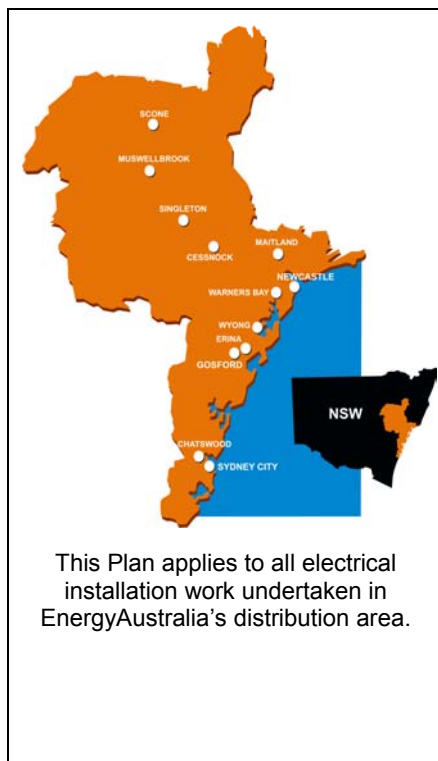 SCONE
MUSWELLBROOK
SINGLETON
CESSNOCK
MAITLAND
NEWCASTLE
WARNERS BAY
WYONG
ERINA
GOSFORD
NSW
CHATSWOOD
SYDNEY CITY
This Plan applies to all electrical
installation work undertaken in
EnergyAustralia’s distribution area.